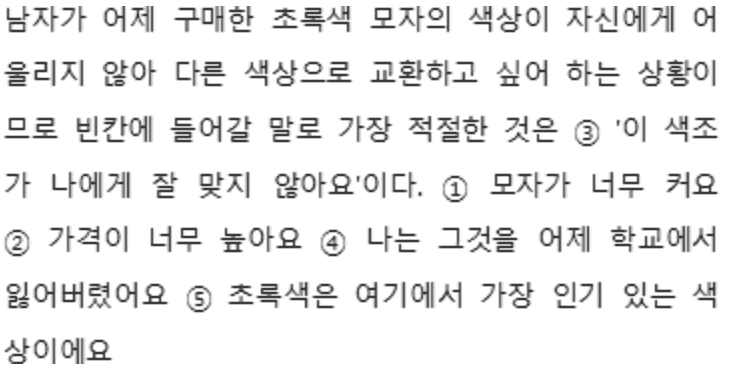 남자가 어제 구매한 초록색 모자의 색상이 자신에게 어
울리지 않아 다른 색상으로 교환하고 싶어 하는 상황이
므로 빈칸에 들어갈 말로 가장 적절한 것은 ③ '이 색조
가 나에게 잘 맞지 않아요'이다. ① 모자가 너무 커요
② 가격이 너무 높아요 ④ 나는 그것을 어제 학교에서
잃어버렸어요 ⑤ 초록색은 여기에서 가장 인기 있는 색
상이에요